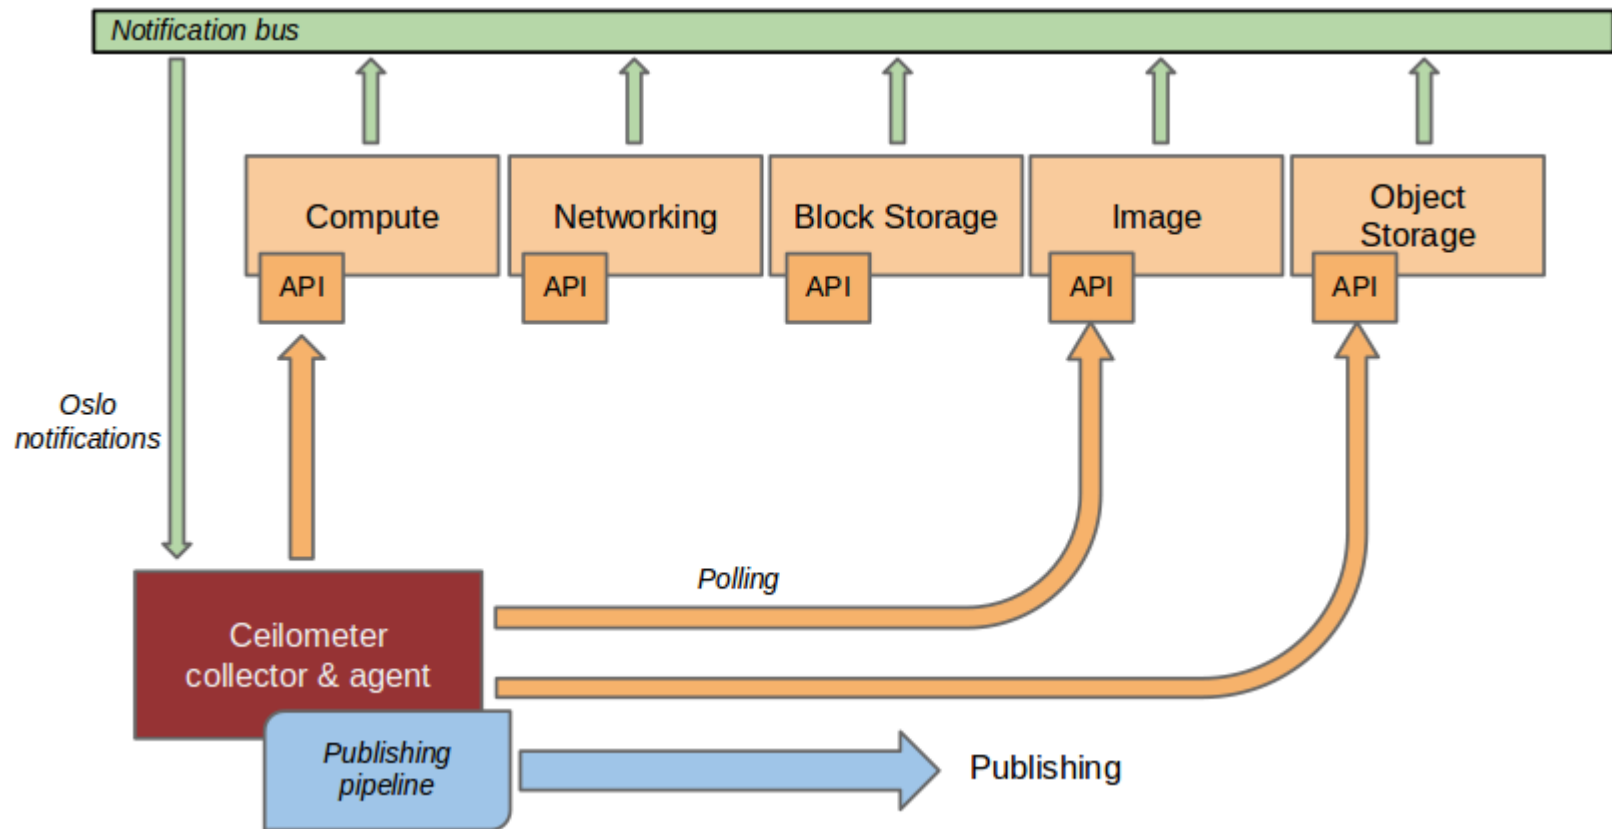 Notification bus
Compute
Networking
Block Storage
Image
Object
Storage
API
API
API
API
API
Oslo
notifications
Polling
Ceilometer
collector & agent
Publishing
pipeline
Publishing